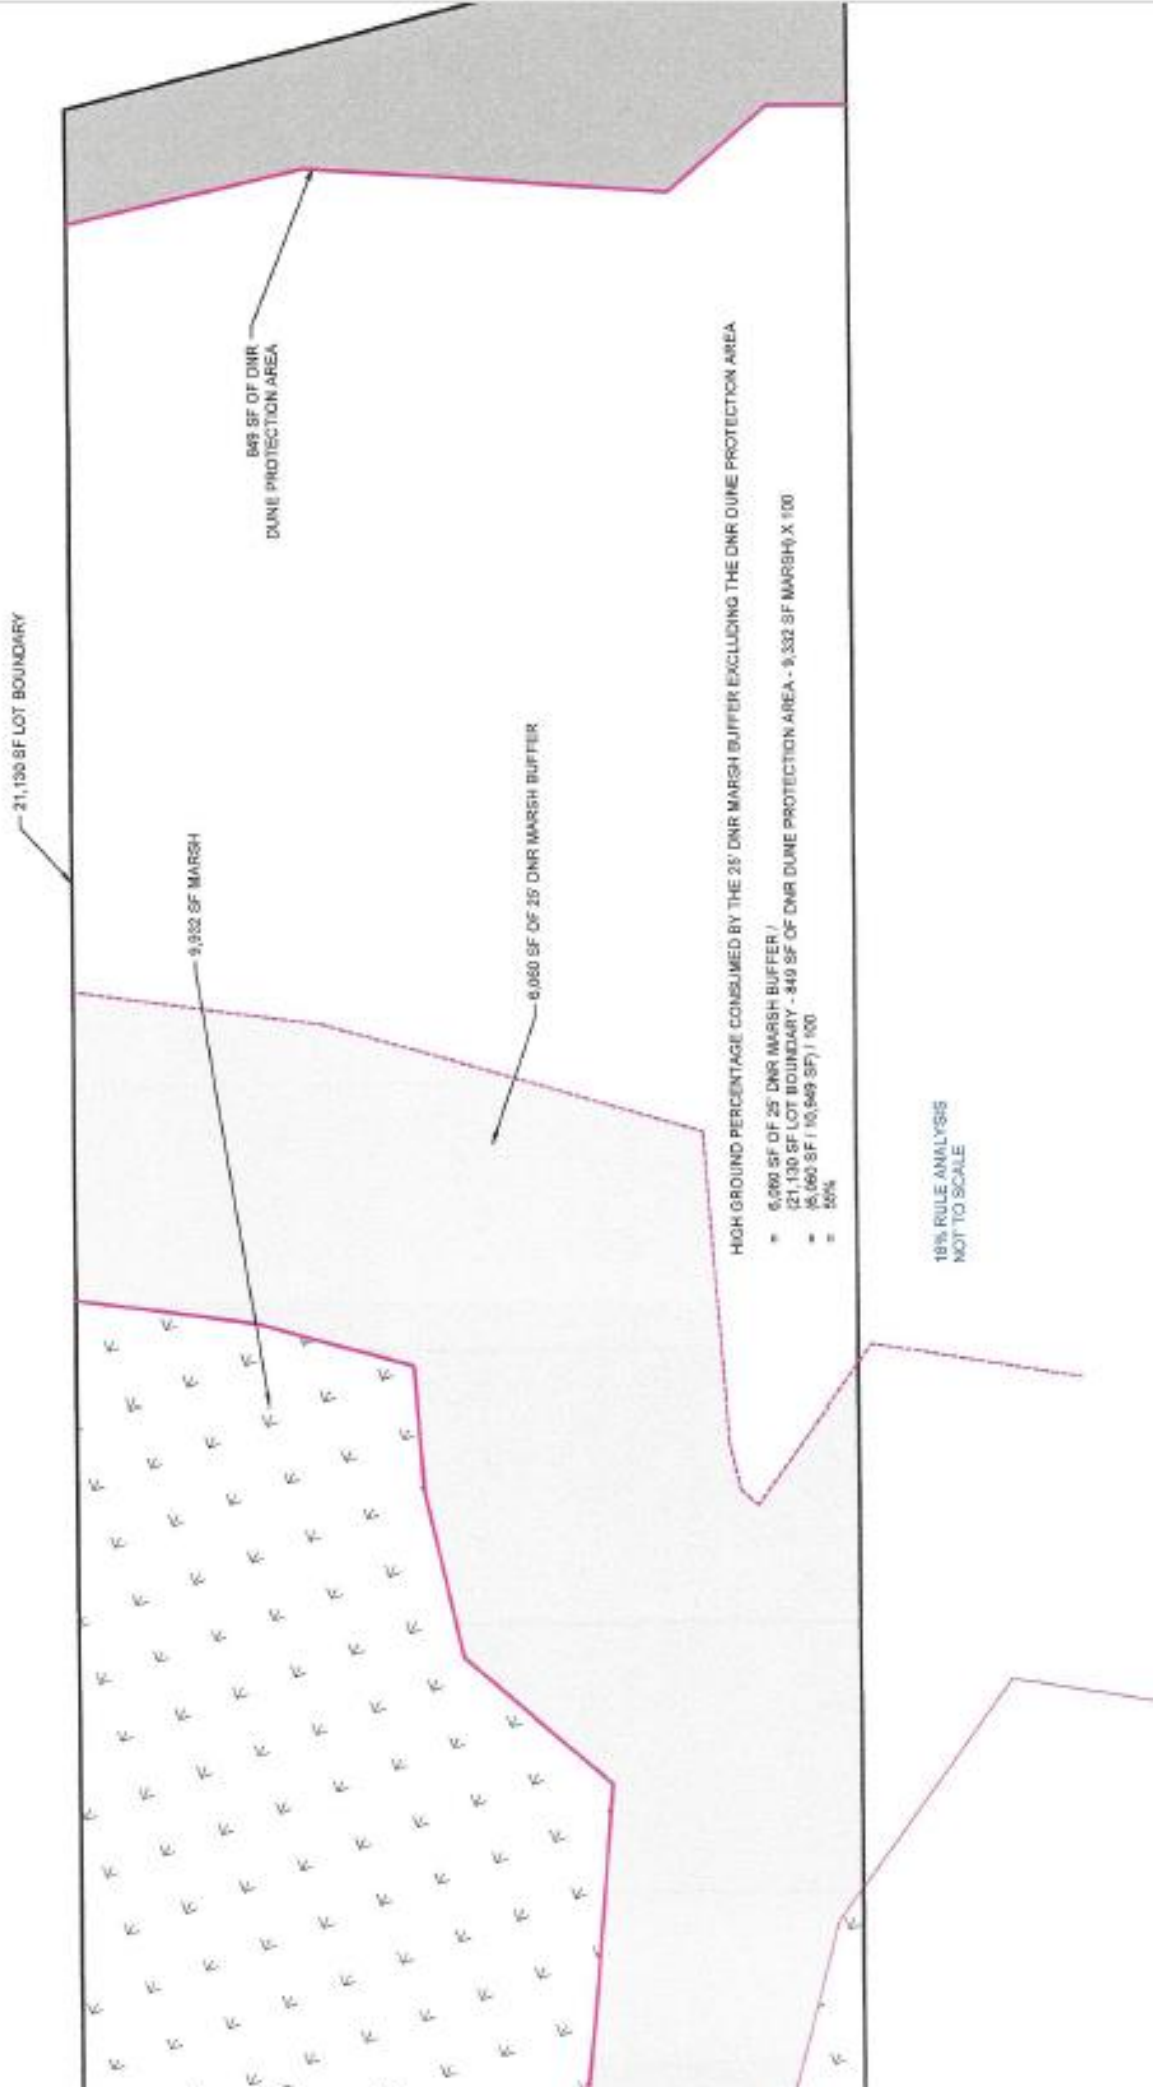 21,130 SF LOT BOUNDARY
849 SF OF DNR
DUNE PROTECTION AREA
9,932 SF MARSH
6,060 SF OF 25' DNR MARSH BUFFER
HIGH GROUND PERCENTAGE CONSUMED BY THE 25' DNR MARSH BUFFER EXCLUDING THE DNR DUNE PROTECTION AREA
= 6,060 SF OF 25' DNR MARSH BUFFER /
(21,130 SF LOT BOUNDARY - 849 SF OF DNR DUNE PROTECTION AREA - 9,332 SF MARSH) X 100
= (6,060 SF / 10,949 SF) / 100
= 55%
18% RULE ANALYSIS
NOT TO SCALE